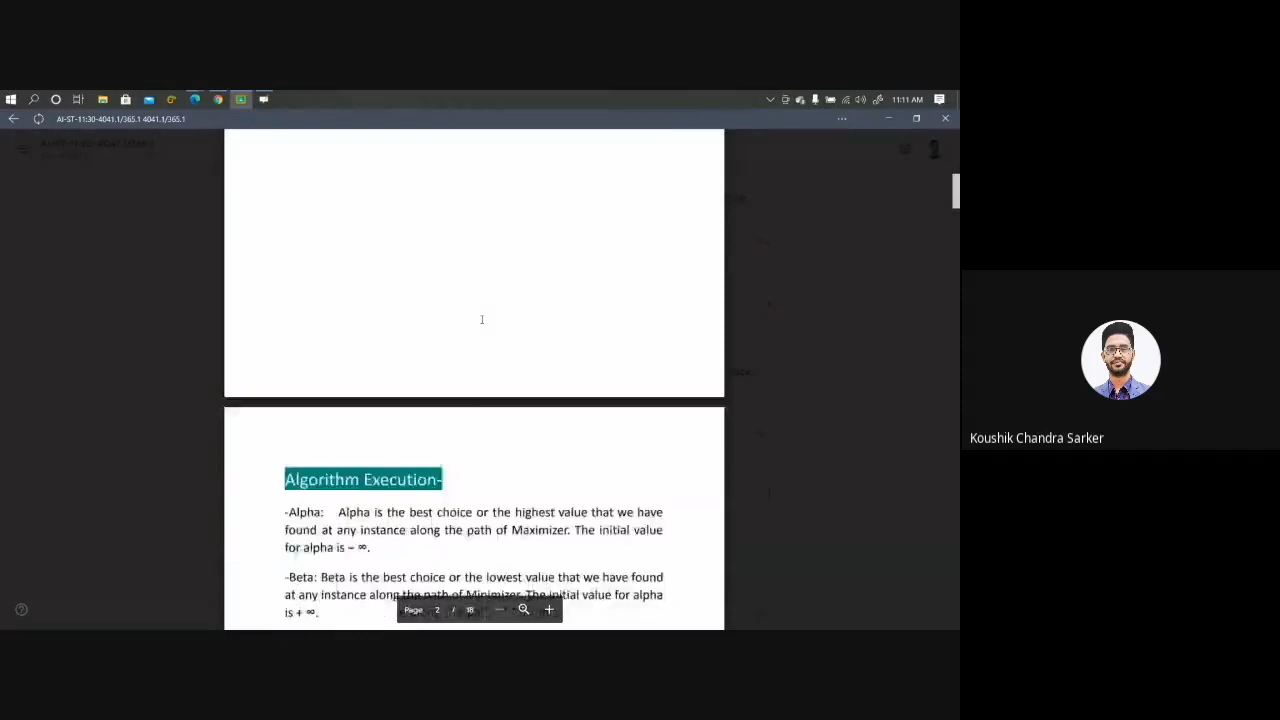 11:11 AM
AI-ST-11:30-4041.1/365.1 4041.1/365.1
Algorithm Execution-
-Alpha: Alpha is the best choice or the highest value that we have
found at any instance along the path of Maximizer. The initial value
for alpha is – ∞.
-Beta: Beta is the best choice or the lowest value that we have found
at any instance along the path of Minimizer. The initial value for alpha
is + ∞.
Page 2 / 18
Koushik Chandra Sarker